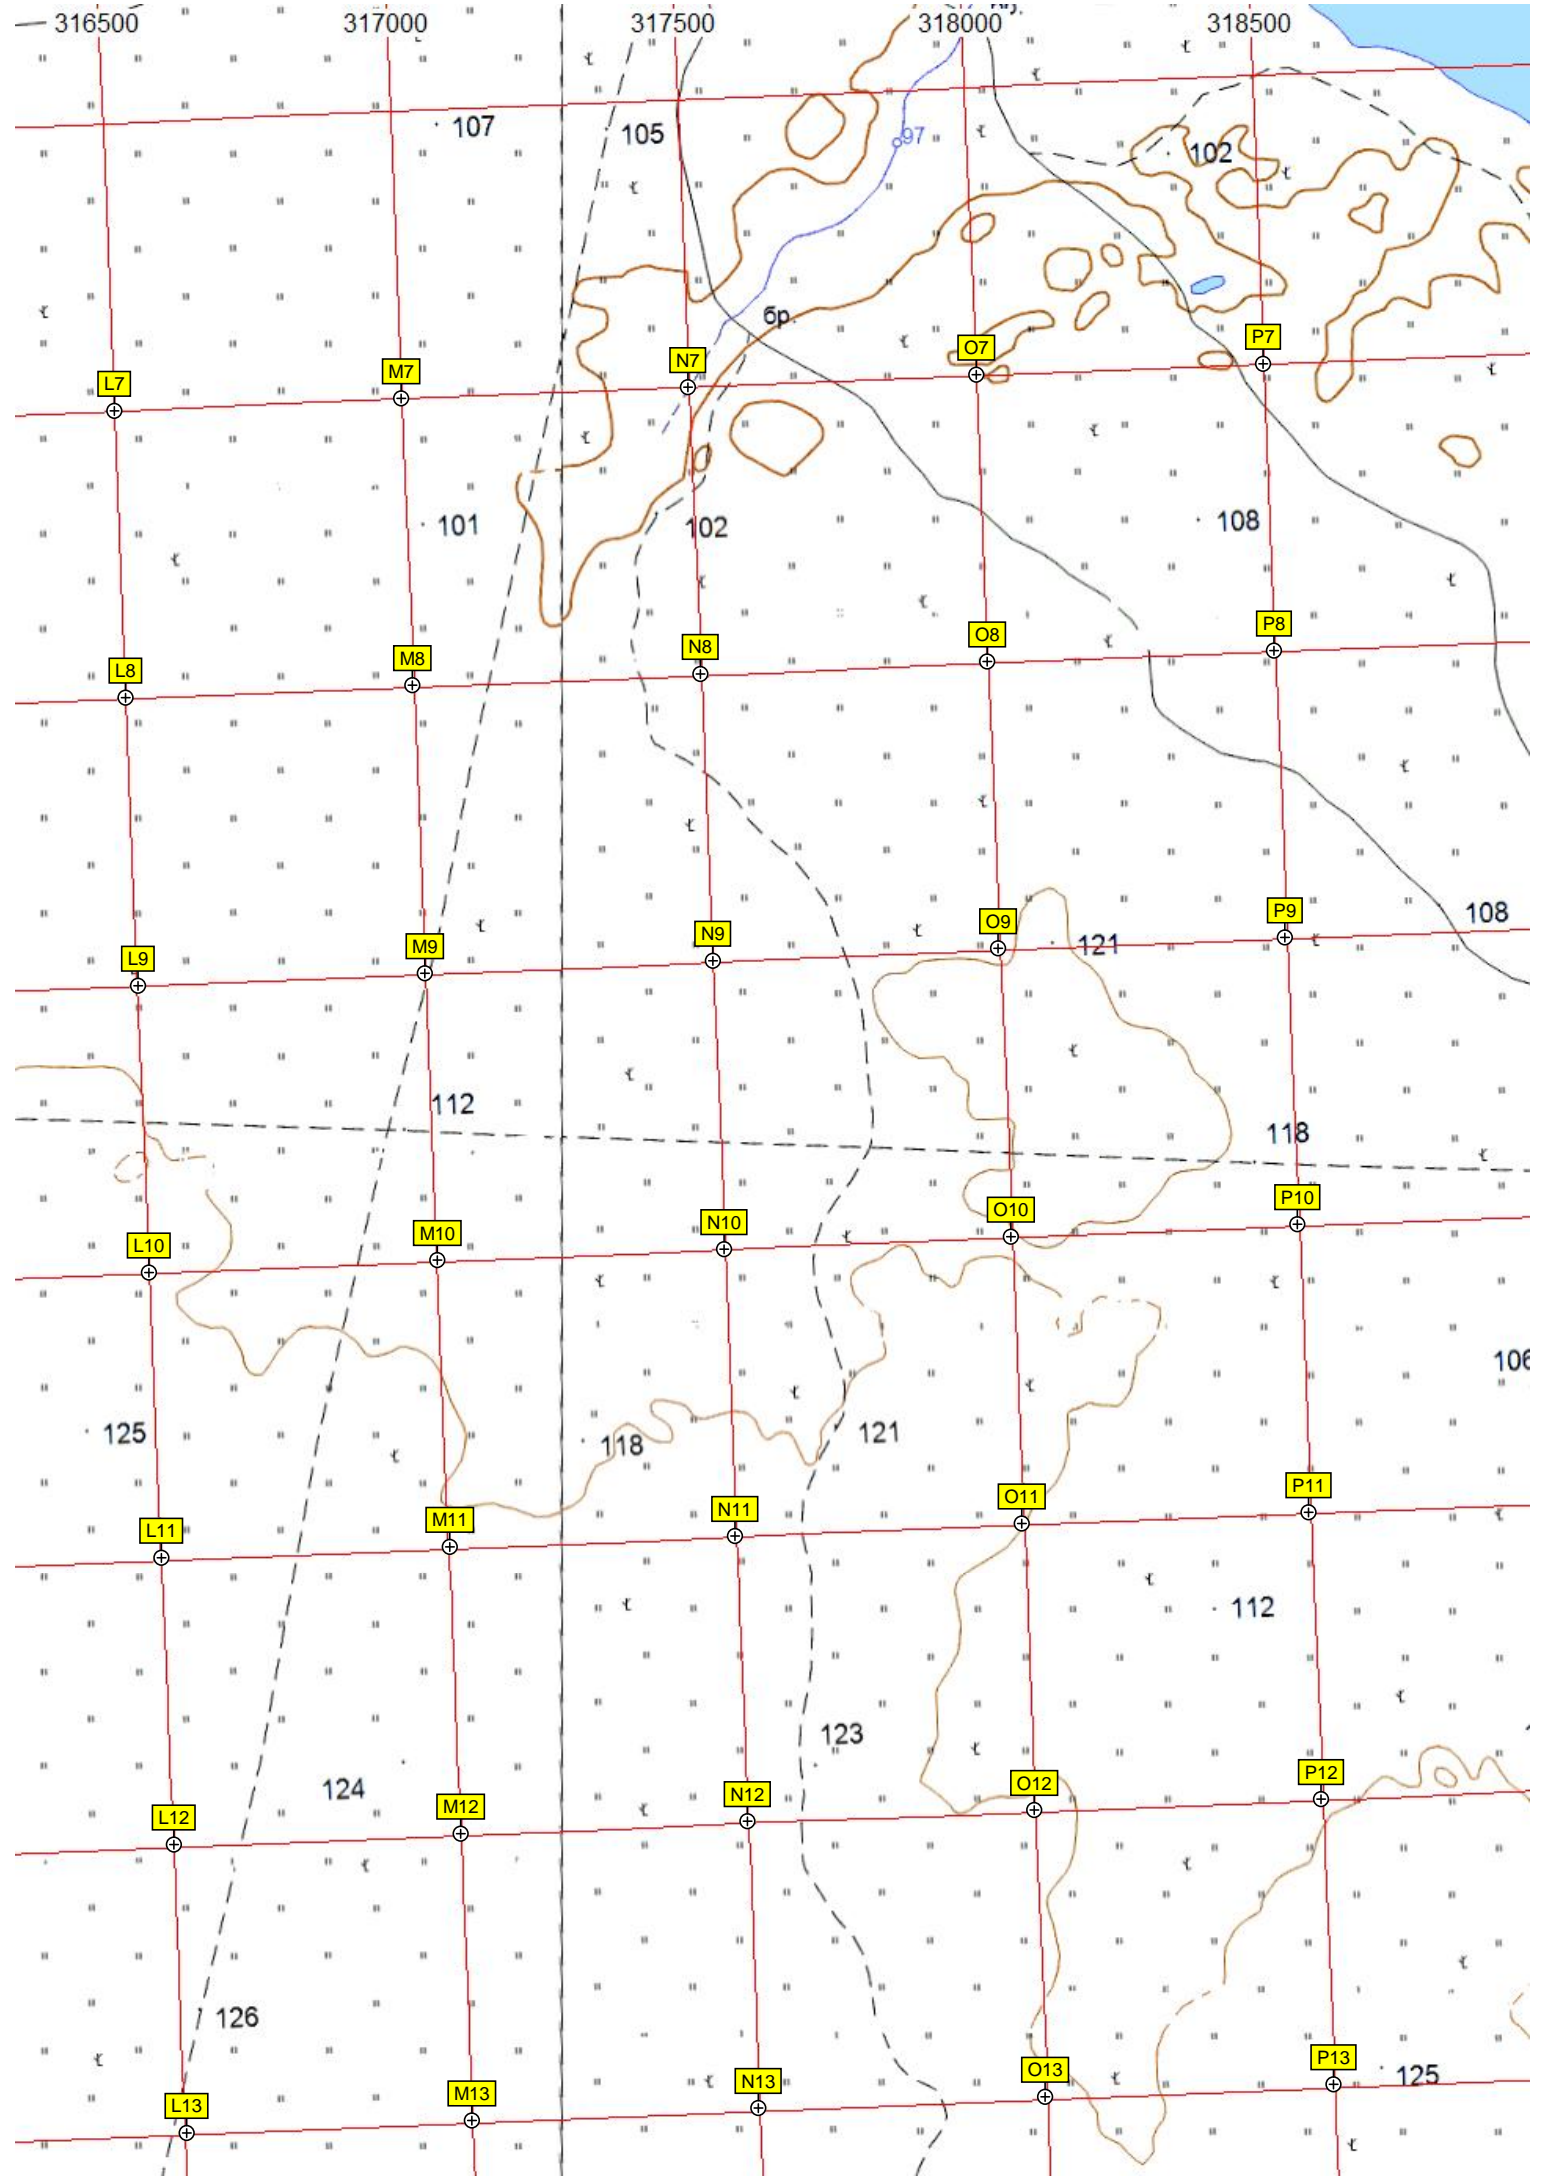 316500 317000 317500 318000 318500
107 105 97 102
бр.
L7 M7 N7 O7 P7
101 102 108
L8 M8 N8 O8 P8
L9 M9 N9 O9 P9
121 108
112 118
L10 M10 N10 O10 P10
106
125 118 121
L11 M11 N11 O11 P11
112
123
124
L12 M12 N12 O12 P12
126
L13 M13 N13 O13 P13
125